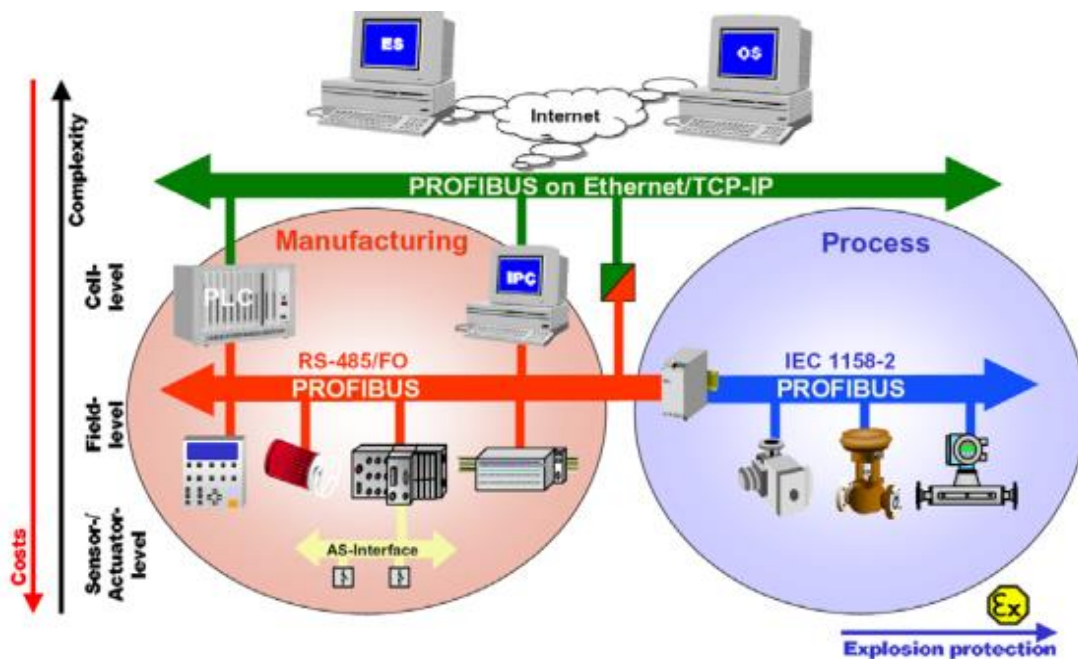 ES
OS
Internet
PROFIBUS on Ethernet/TCP-IP
Complexity
Manufacturing
Process
Cell-
level
PLC
IPC
RS-485/FO
IEC 1158-2
PROFIBUS
PROFIBUS
Field-
level
AS-Interface
Sensor-/
Actuator-
level
Costs
Ex
Explosion protection